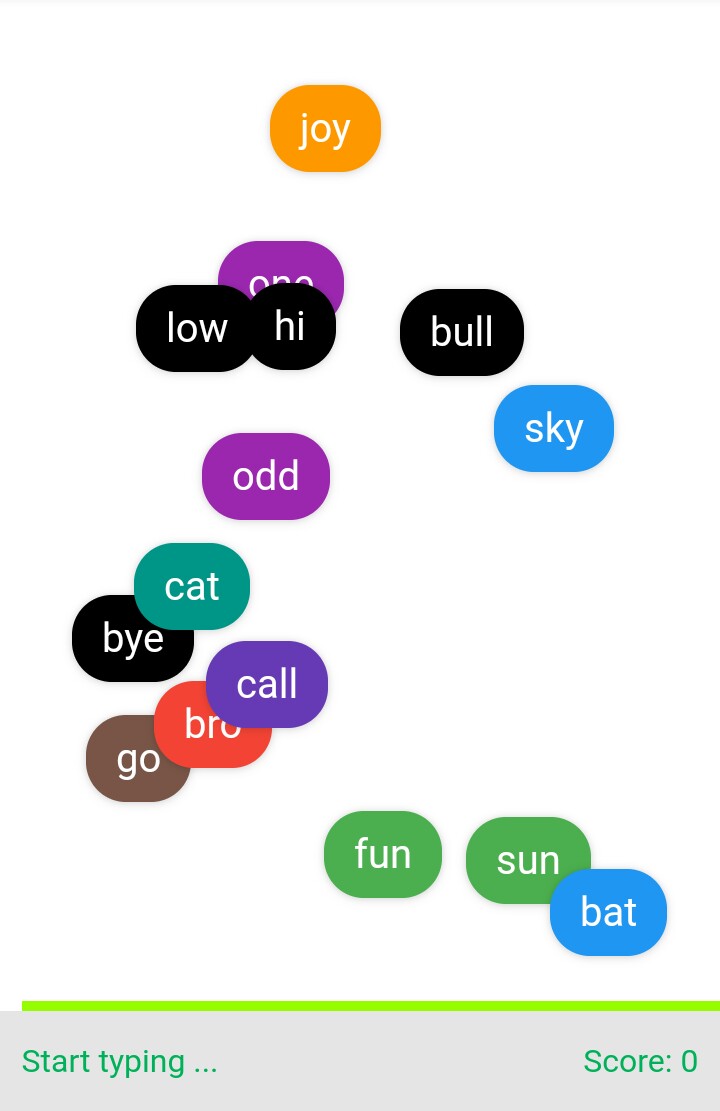 joy
one
low
hi
bull
sky
odd
cat
bye
call
bro
go
fun
sun
bat
Start typing ...
Score: 0